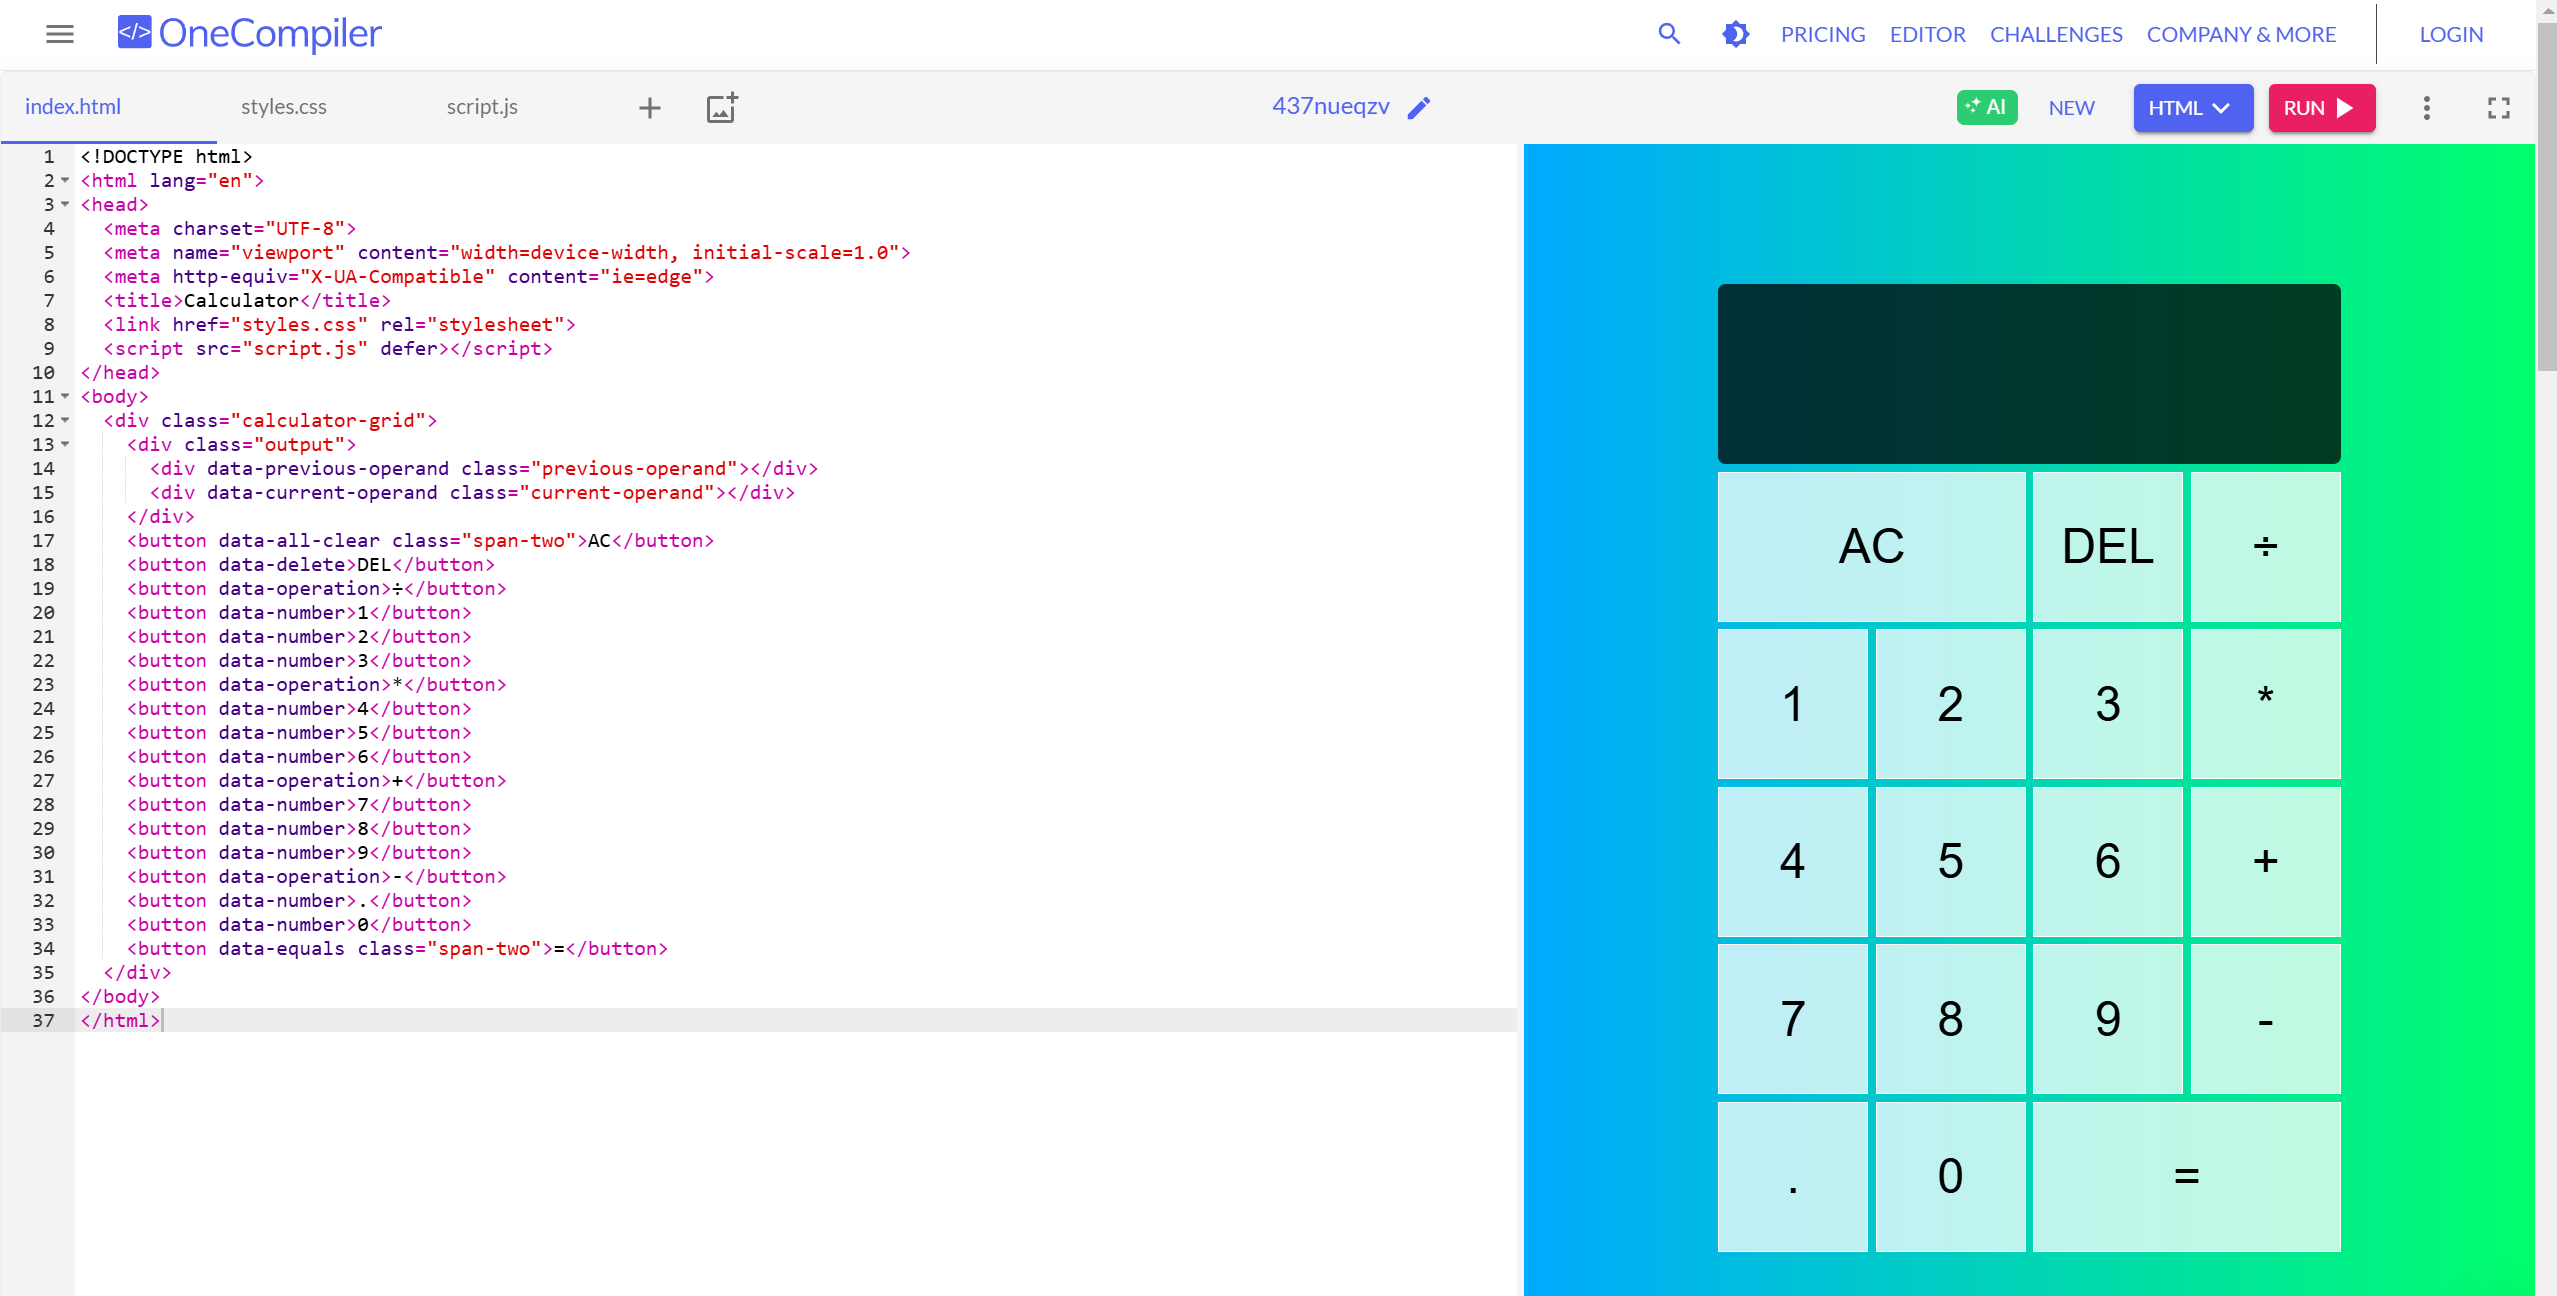 </> OneCompiler
PRICING EDITOR CHALLENGES COMPANY & MORE LOGIN
index.html styles.css script.js
437nueqzv
AI NEW HTML RUN
1 <!DOCTYPE html>
2 <html lang="en">
3 <head>
4 <meta charset="UTF-8">
5 <meta name="viewport" content="width=device-width, initial-scale=1.0">
6 <meta http-equiv="X-UA-Compatible" content="ie=edge">
7 <title>Calculator</title>
8 <link href="styles.css" rel="stylesheet">
9 <script src="script.js" defer></script>
10 </head>
11 <body>
12 <div class="calculator-grid">
13 <div class="output">
14 <div data-previous-operand class="previous-operand"></div>
15 <div data-current-operand class="current-operand"></div>
16 </div>
17 <button data-all-clear class="span-two">AC</button>
18 <button data-delete>DEL</button>
19 <button data-operation>÷</button>
20 <button data-number>1</button>
21 <button data-number>2</button>
22 <button data-number>3</button>
23 <button data-operation>*</button>
24 <button data-number>4</button>
25 <button data-number>5</button>
26 <button data-number>6</button>
27 <button data-operation>+</button>
28 <button data-number>7</button>
29 <button data-number>8</button>
30 <button data-number>9</button>
31 <button data-operation>-</button>
32 <button data-number>.</button>
33 <button data-number>0</button>
34 <button data-equals class="span-two">=</button>
35 </div>
36 </body>
37 </html>
AC DEL ÷
1 2 3 *
4 5 6 +
7 8 9 -
. 0 =